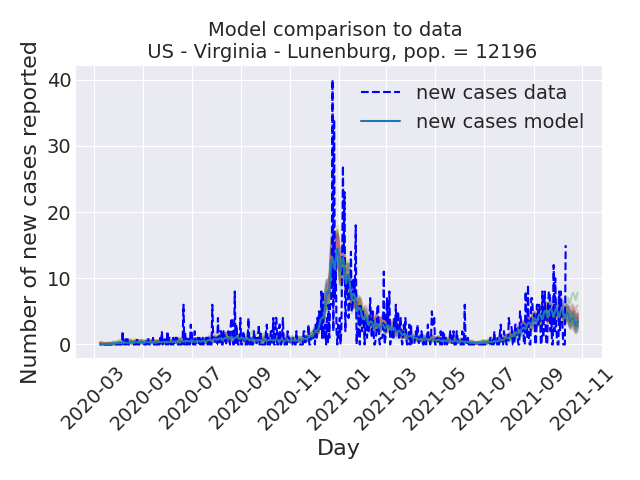 Model comparison to data
US - Virginia - Lunenburg, pop. = 12196
Number of new cases reported
40
30
20
10
0
new cases data
new cases model
2020-03
2020-05
2020-07
2020-09
2020-11
2021-01
2021-03
2021-05
2021-07
2021-09
2021-11
Day